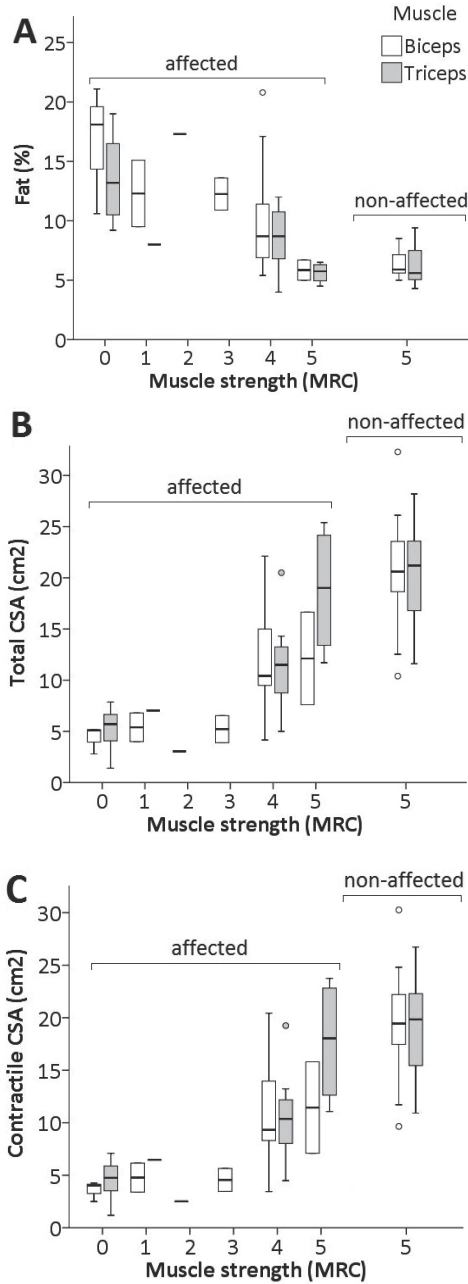 A
Muscle
Biceps
Triceps
affected
non-affected
Fat (%)
25
20
15
10
5
0
0 1 2 3 4 5 5
Muscle strength (MRC)
B
non-affected
affected
Total CSA (cm2)
30
25
20
15
10
5
0
0 1 2 3 4 5 5
Muscle strength (MRC)
C
non-affected
affected
Contractile CSA (cm2)
30
25
20
15
10
5
0
0 1 2 3 4 5 5
Muscle strength (MRC)